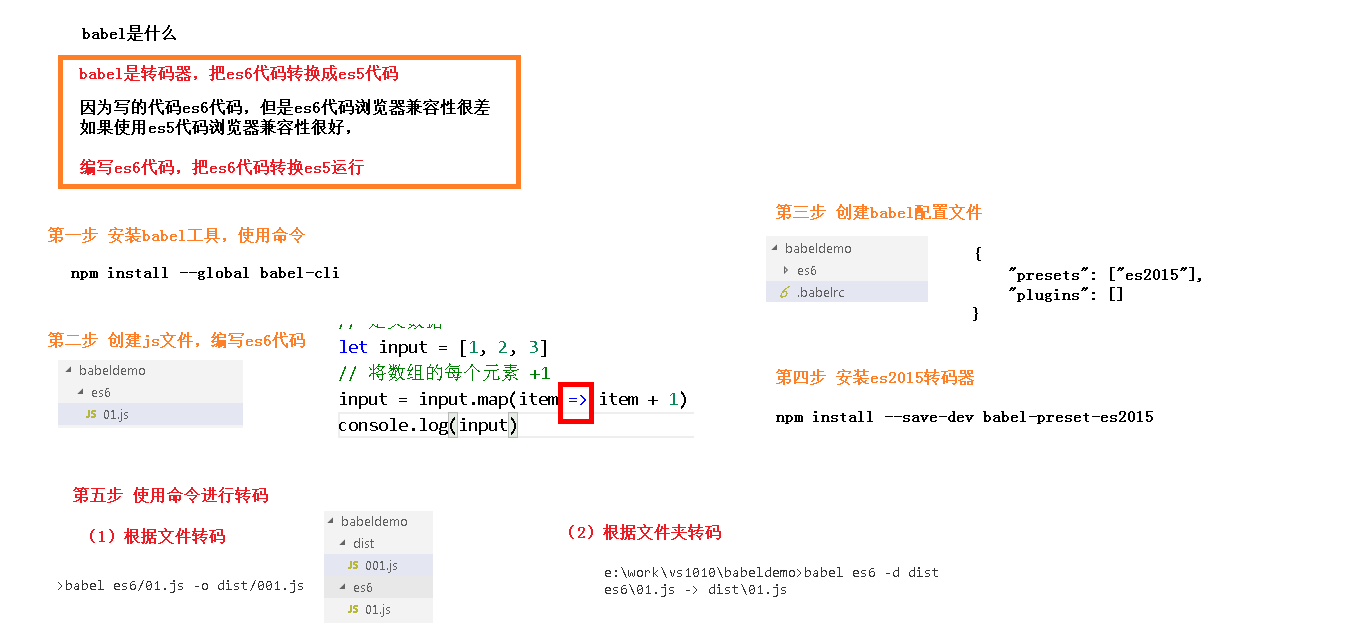 babel是什么
babel是转码器，把es6代码转换成es5代码
因为写的代码es6代码，但是es6代码浏览器兼容性很差
如果使用es5代码浏览器兼容性很好，
编写es6代码，把es6代码转换es5运行
第一步 安装babel工具，使用命令
npm install --global babel-cli
第二步 创建js文件，编写es6代码
babeldemo
es6
JS 01.js
let input = [1, 2, 3]
// 将数组的每个元素 +1
input = input.map(item => item + 1)
console.log(input)
第三步 创建babel配置文件
babeldemo
es6
.babelrc
{
"presets": ["es2015"],
"plugins": []
}
第四步 安装es2015转码器
npm install --save-dev babel-preset-es2015
第五步 使用命令进行转码
（1）根据文件转码
>babel es6/01.js -o dist/001.js
babeldemo
dist
JS 001.js
es6
JS 01.js
（2）根据文件夹转码
e:\work\vs1010\babeldemo>babel es6 -d dist
es6\01.js -> dist\01.js